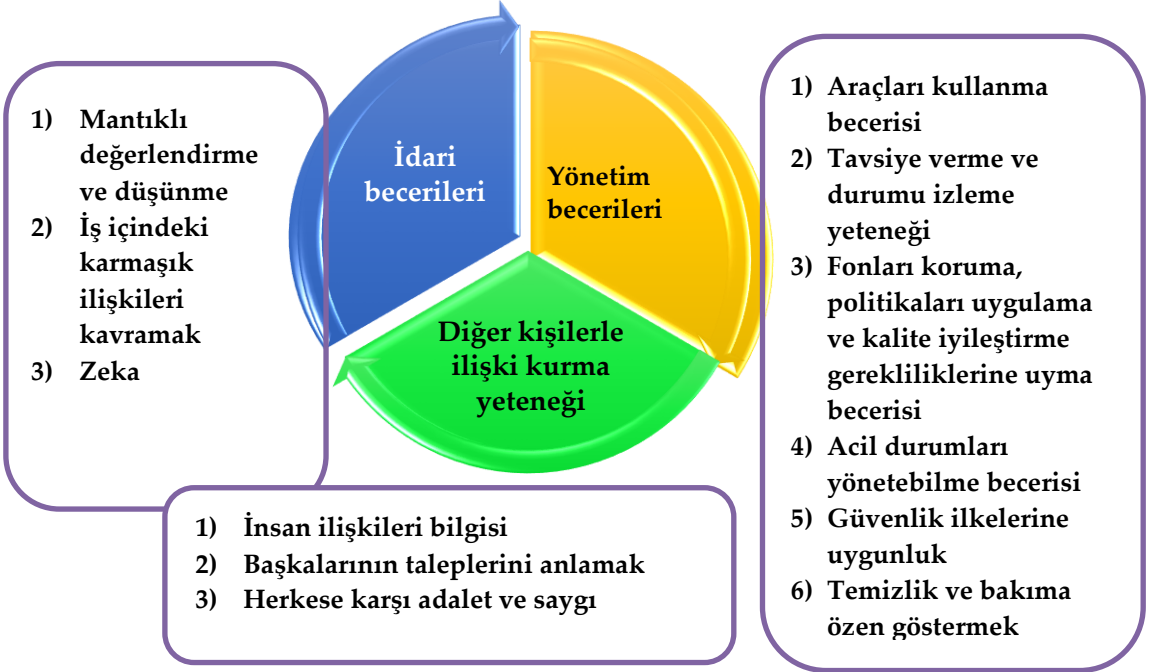 1) Mantıklı
değerlendirme
ve düşünme
2) İş içindeki
karmaşık
ilişkileri
kavramak
3) Zeka
İdari
becerileri
Yönetim
becerileri
Diğer kişilerle
ilişki kurma
yeteneği
1) Araçları kullanma
becerisi
2) Tavsiye verme ve
durumu izleme
yeteneği
3) Fonları koruma,
politikaları uygulama
ve kalite iyileştirme
gerekliliklerine uyma
becerisi
4) Acil durumları
yönetebilme becerisi
5) Güvenlik ilkelerine
uygunluk
6) Temizlik ve bakıma
özen göstermek
1) İnsan ilişkileri bilgisi
2) Başkalarının taleplerini anlamak
3) Herkese karşı adalet ve saygı